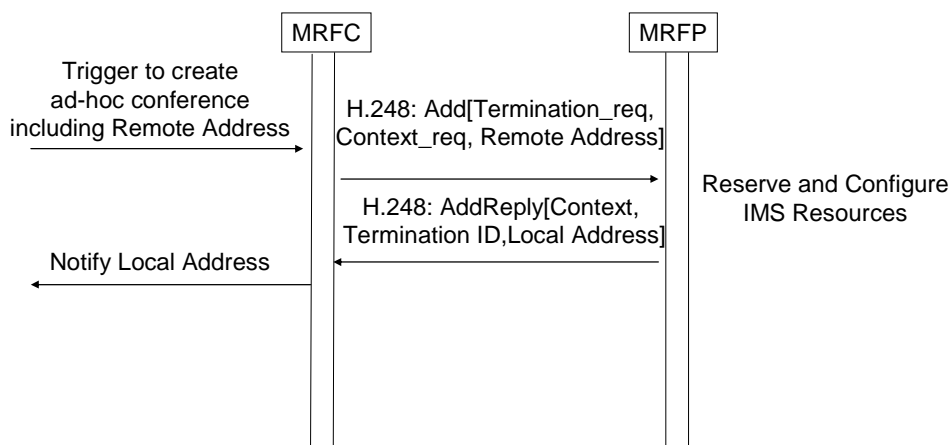 MRFC
MRFP
Trigger to create
ad-hoc conference
including Remote Address
H.248: Add[Termination_req,
Context_req, Remote Address]
Reserve and Configure
IMS Resources
H.248: AddReply[Context,
Termination ID,Local Address]
Notify Local Address